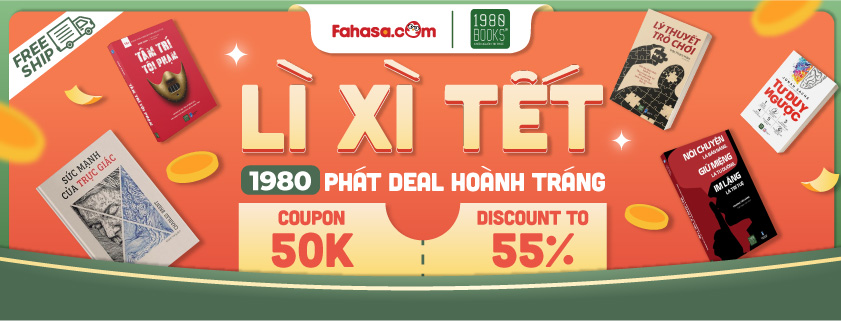 FREE
SHIP
Fahasa.com
1980
BOOKS
LÌ XÌ TẾT
1980 PHÁT DEAL HOÀNH TRÁNG
COUPON
50K
DISCOUNT TO
55%
TÂM TRÍ
TỘI PHẠM
SỨC MẠNH
CỦA TRỰC GIÁC
LÝ THUYẾT
TRÒ CHƠI
TƯ DUY
NGƯỢC
NÓI CHUYỆN
LÀ BẢN NĂNG
GIỮ MIỆNG
LÀ TU DƯỠNG
IM LẶNG
LÀ TRÍ TUỆ